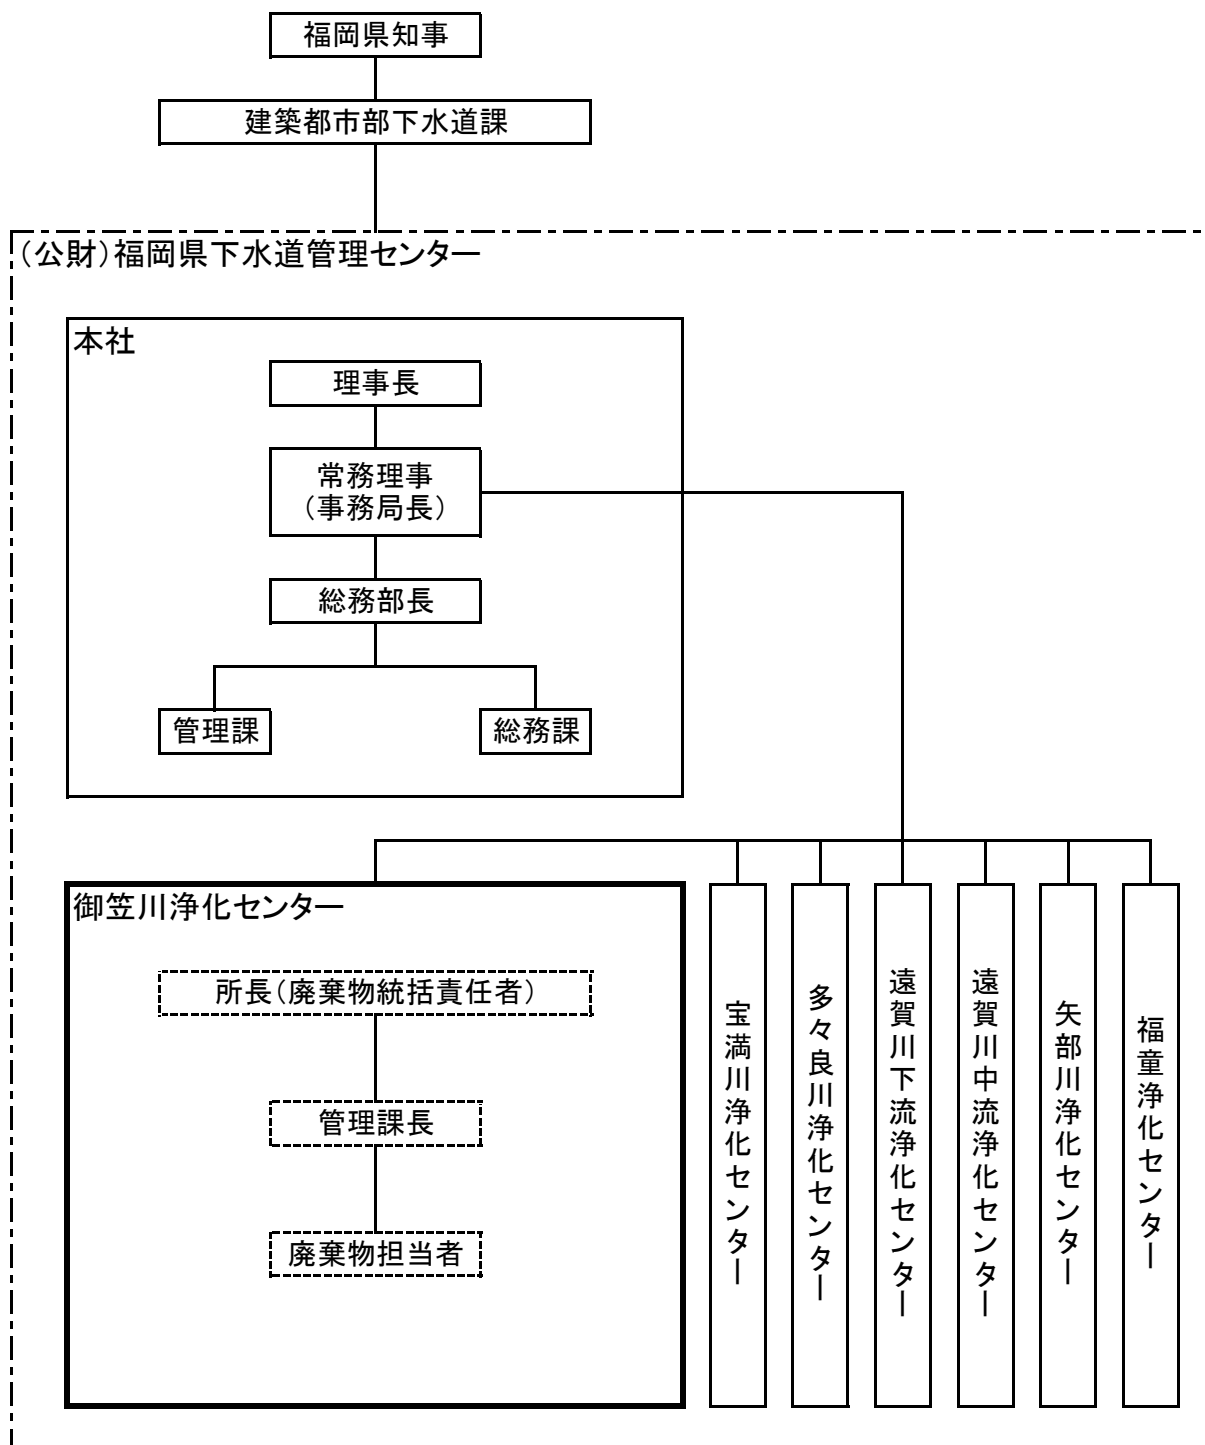 福岡県知事
建築都市部下水道課
（公財）福岡県下水道管理センター
本社
理事長
常務理事
（事務局長）
総務部長
管理課
総務課
御笠川浄化センター
所長（廃棄物統括責任者）
管理課長
廃棄物担当者
宝満川浄化センター
多々良川浄化センター
遠賀川下流浄化センター
遠賀川中流浄化センター
矢部川浄化センター
福童浄化センター